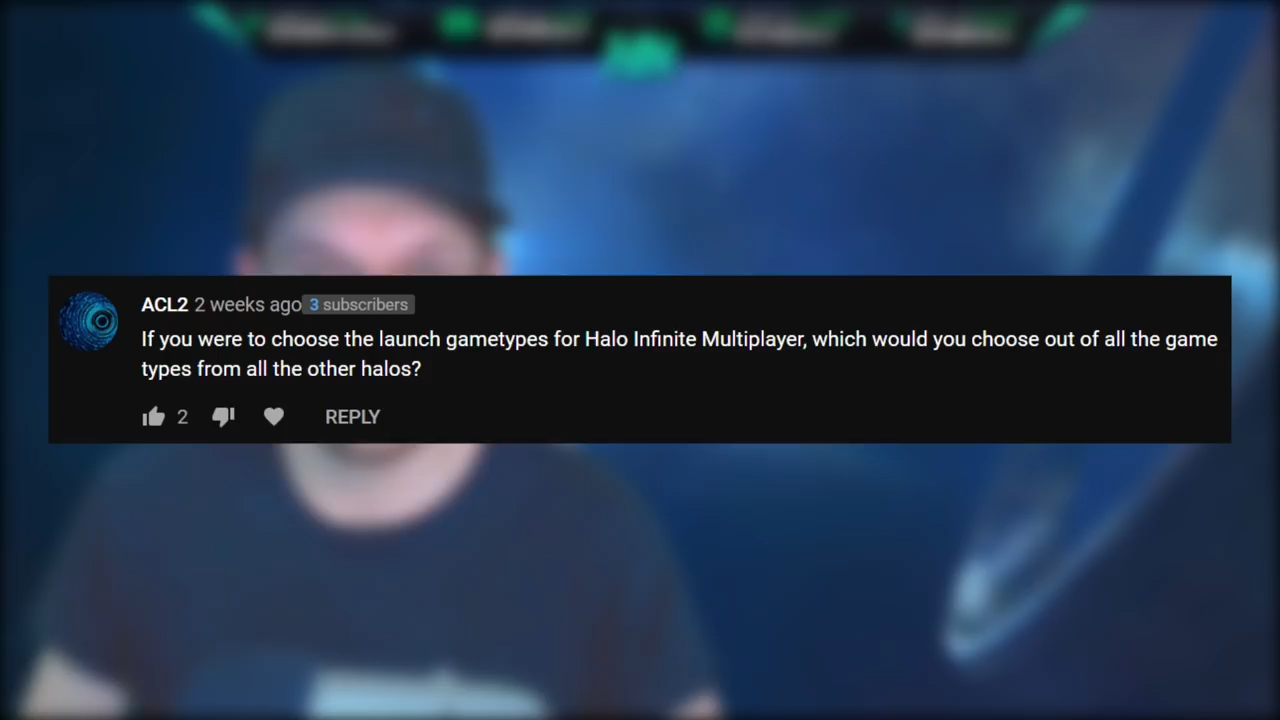 ACL2 2 weeks ago 3 subscribers
If you were to choose the launch gametypes for Halo Infinite Multiplayer, which would you choose out of all the game
types from all the other halos?
2 REPLY